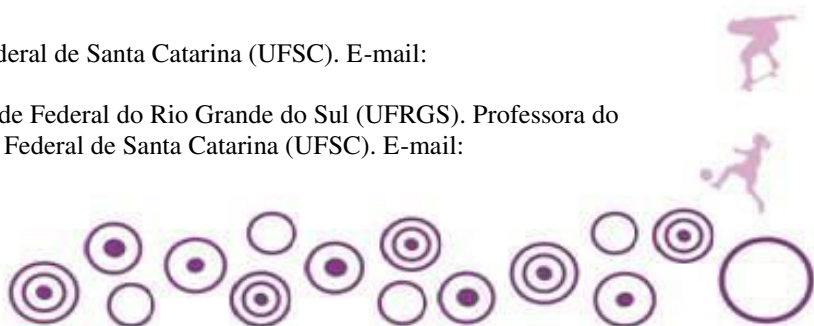 deral de Santa Catarina (UFSC). E-mail:
de Federal do Rio Grande do Sul (UFRGS). Professora do
Federal de Santa Catarina (UFSC). E-mail: